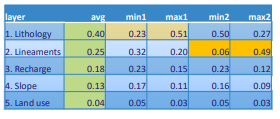 layer avg min1 max1 min2 max2
1. Lithology 0.40 0.23 0.51 0.50 0.27
2. Lineaments 0.25 0.32 0.20 0.06 0.49
3. Recharge 0.18 0.23 0.15 0.23 0.12
4. Slope 0.13 0.17 0.11 0.16 0.09
5. Land use 0.04 0.05 0.03 0.05 0.03